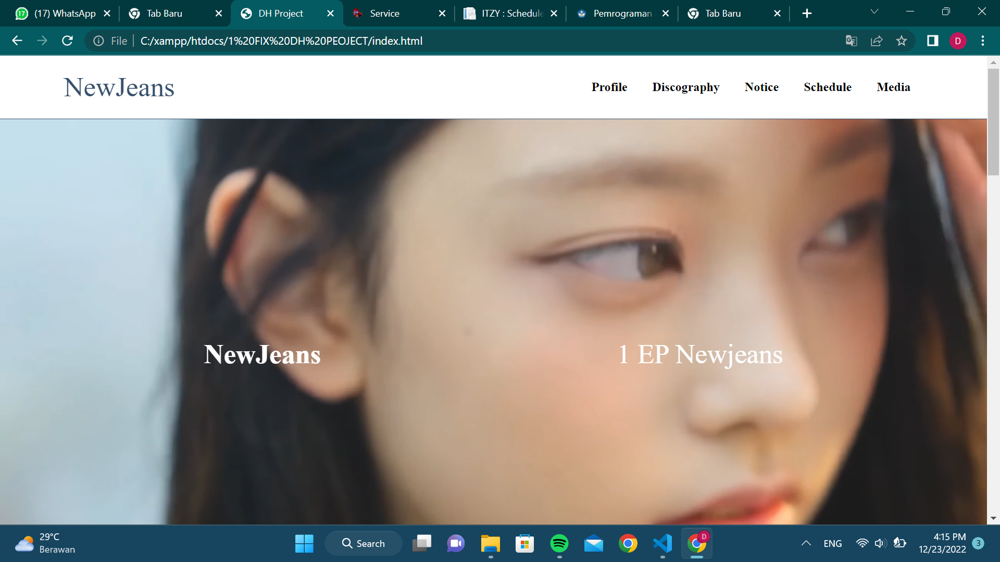 (17) WhatsApp
Tab Baru
DH Project
Service
ITZY : Schedule
Pemrograman
Tab Baru
File
C:/xampp/htdocs/1%20FIX%20DH%20PEOJECT/index.html
D
NewJeans
Profile
Discography
Notice
Schedule
Media
NewJeans
1 EP Newjeans
29°C
Berawan
Search
D
ENG
4:15 PM
12/23/2022
3